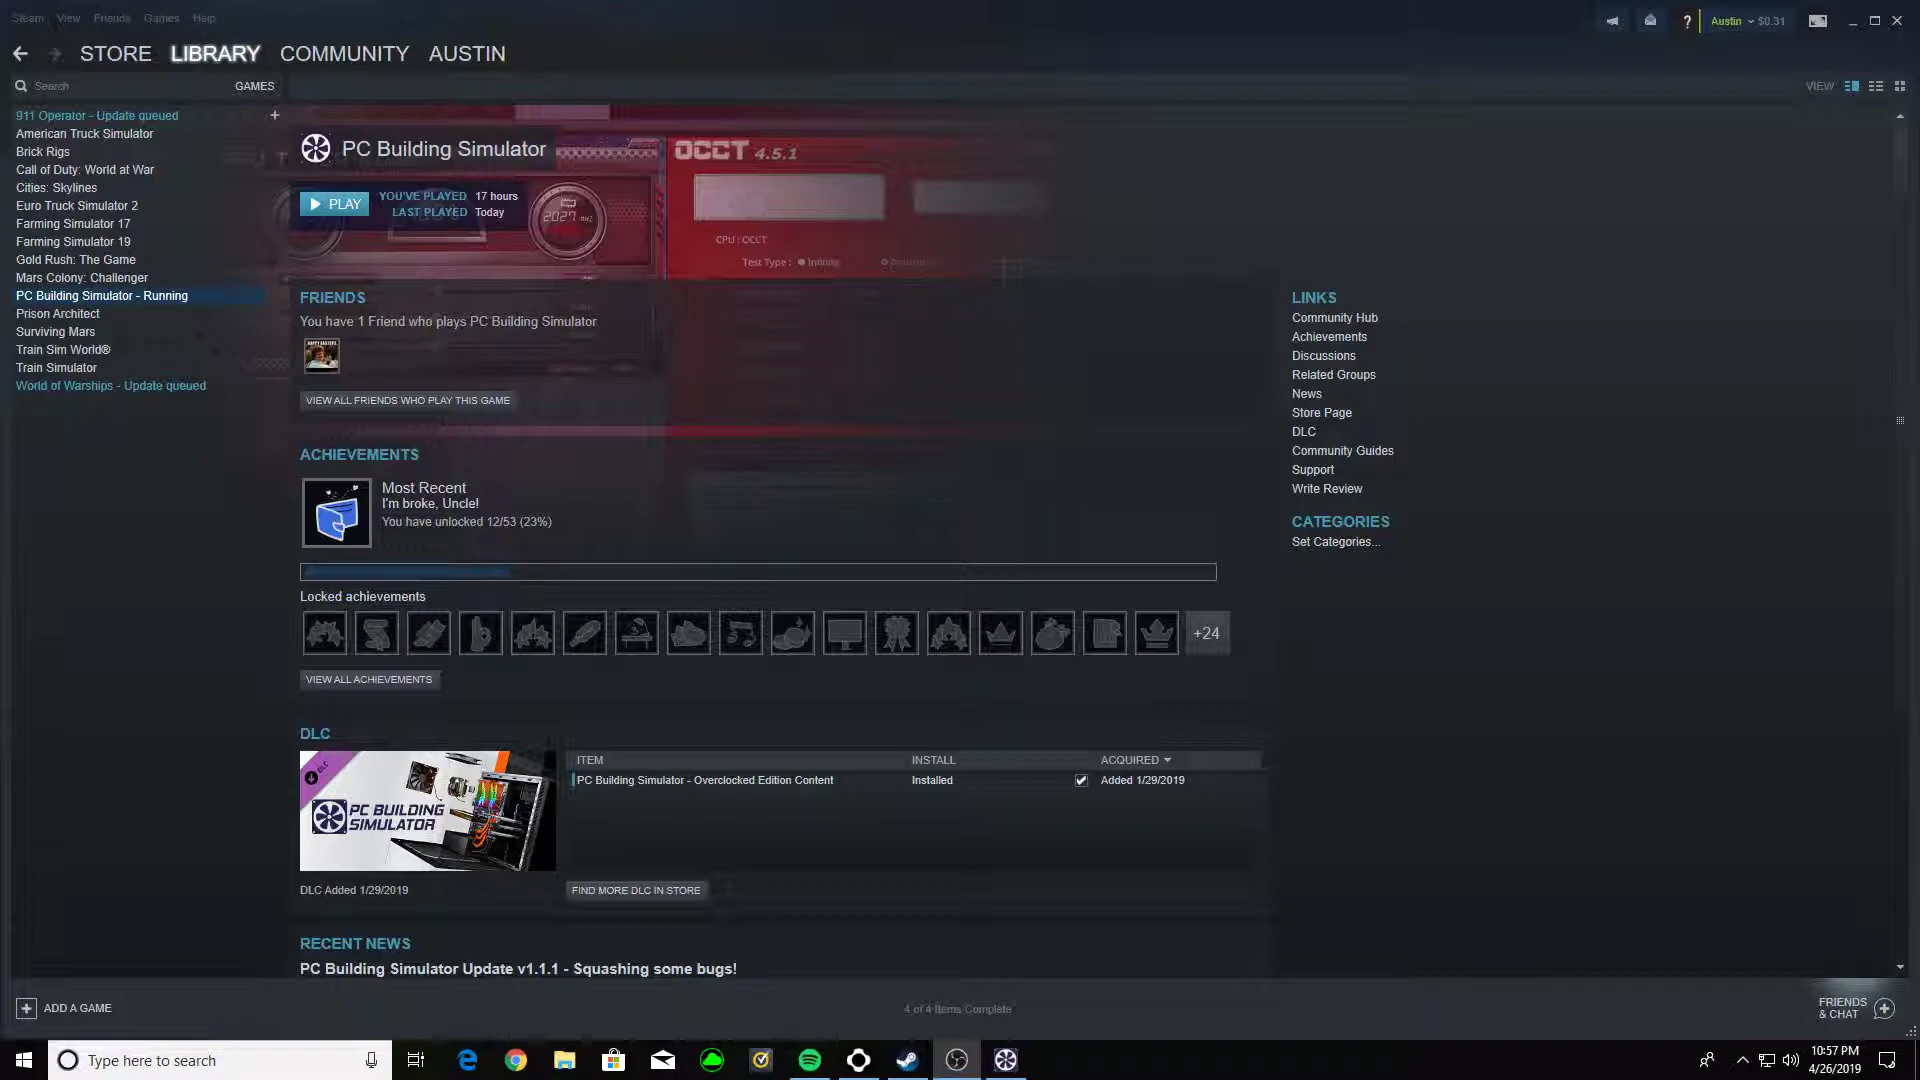 Steam View Friends Games Help
Austin $0.31
STORE LIBRARY COMMUNITY AUSTIN
Search GAMES
VIEW
911 Operator - Update queued
American Truck Simulator
Brick Rigs
Call of Duty: World at War
Cities: Skylines
Euro Truck Simulator 2
Farming Simulator 17
Farming Simulator 19
Gold Rush: The Game
Mars Colony: Challenger
PC Building Simulator - Running
Prison Architect
Surviving Mars
Train Sim World®
Train Simulator
World of Warships - Update queued
PC Building Simulator
OCCT 4.5.1
PLAY
YOU'VE PLAYED 17 hours
LAST PLAYED Today
2027 MHz
CPU : OCCT
Test Type :
FRIENDS
You have 1 Friend who plays PC Building Simulator
VIEW ALL FRIENDS WHO PLAY THIS GAME
ACHIEVEMENTS
Most Recent
I'm broke, Uncle!
You have unlocked 12/53 (23%)
Locked achievements
+24
VIEW ALL ACHIEVEMENTS
DLC
DLC
PC BUILDING
SIMULATOR
DLC Added 1/29/2019
ITEM INSTALL ACQUIRED
PC Building Simulator - Overclocked Edition Content Installed Added 1/29/2019
FIND MORE DLC IN STORE
RECENT NEWS
PC Building Simulator Update v1.1.1 - Squashing some bugs!
LINKS
Community Hub
Achievements
Discussions
Related Groups
News
Store Page
DLC
Community Guides
Support
Write Review
CATEGORIES
Set Categories...
ADD A GAME
4 of 4 Items Complete
FRIENDS
& CHAT
Type here to search
10:57 PM
4/26/2019